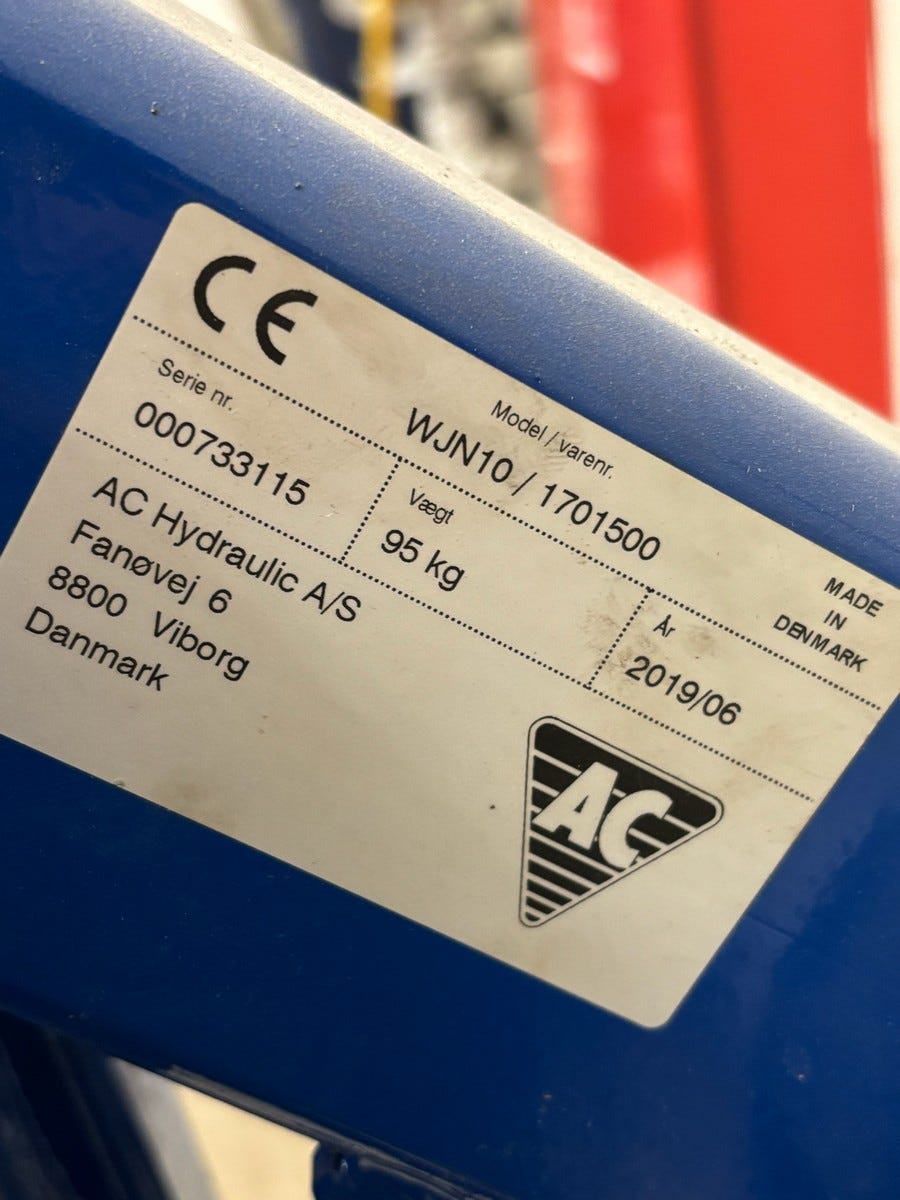 CE
Model / varenr.
WJN10 / 1701500
MADE
IN
DENMARK
Serie nr.
000733115
Vægt
95 kg
År
2019/06
AC Hydraulic A/S
Fanøvej 6
8800 Viborg
Danmark
AC